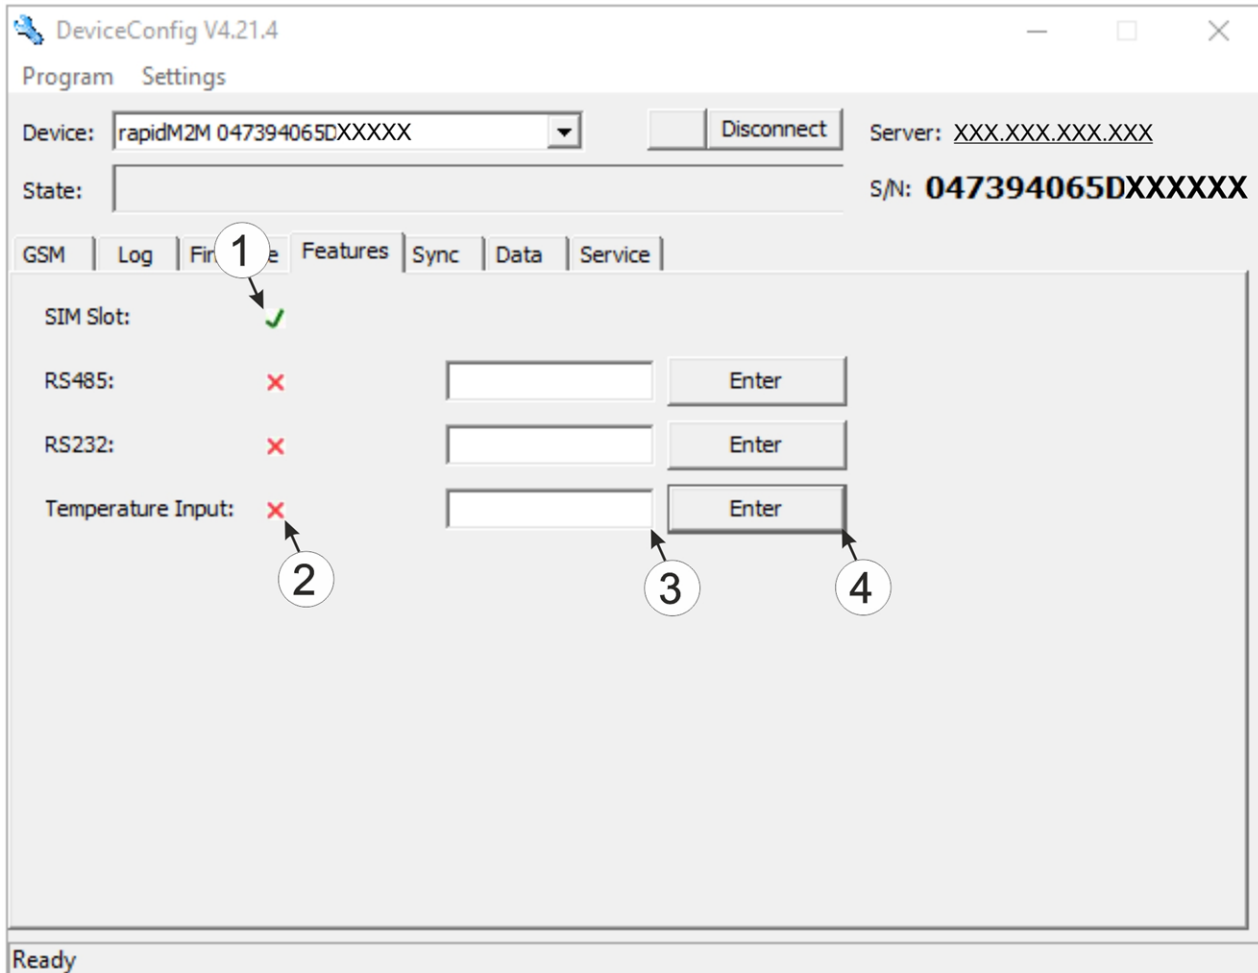 DeviceConfig V4.21.4
Program Settings
Device: rapidM2M 047394065DXXXXX Disconnect Server: XXX.XXX.XXX.XXX
State: S/N: 047394065DXXXXXX
GSM Log Fir 1 e Features Sync Data Service
SIM Slot:
RS485: Enter
RS232: Enter
Temperature Input: Enter
2 3 4
Ready